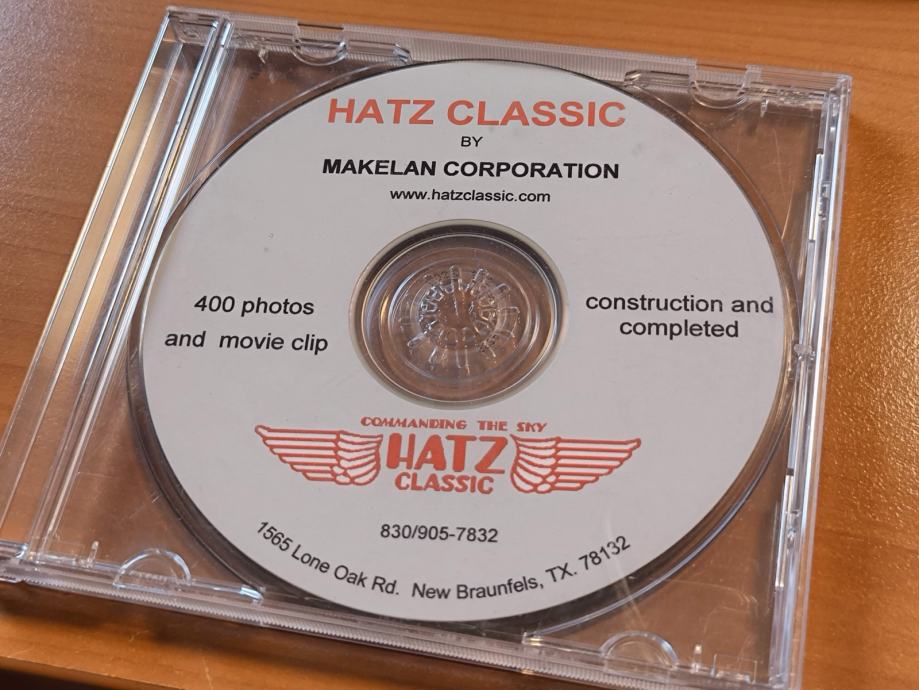 HATZ CLASSIC
BY
MAKELAN CORPORATION
www.hatzclassic.com
400 photos
and movie clip
construction and
completed
COMMANDING THE SKY
HATZ
CLASSIC
830/905-7832
1565 Lone Oak Rd. New Braunfels, TX. 78132